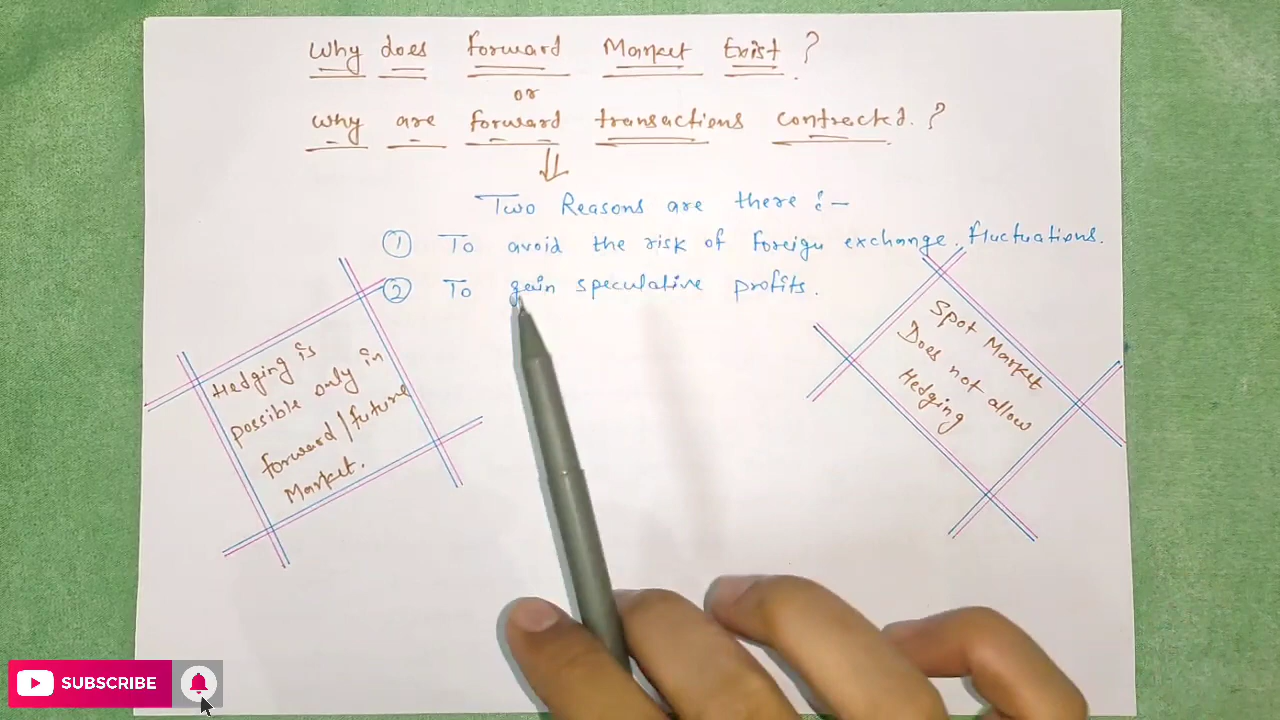 Why does forward Market Exist ?
or
Why are forward transactions contracted. ?
Two Reasons are there :-
① To avoid the risk of Foreign exchange fluctuations.
② To gain speculative profits.
Hedging is
possible only in
forward/future
Market.
Spot Market
Does not allow
Hedging
SUBSCRIBE